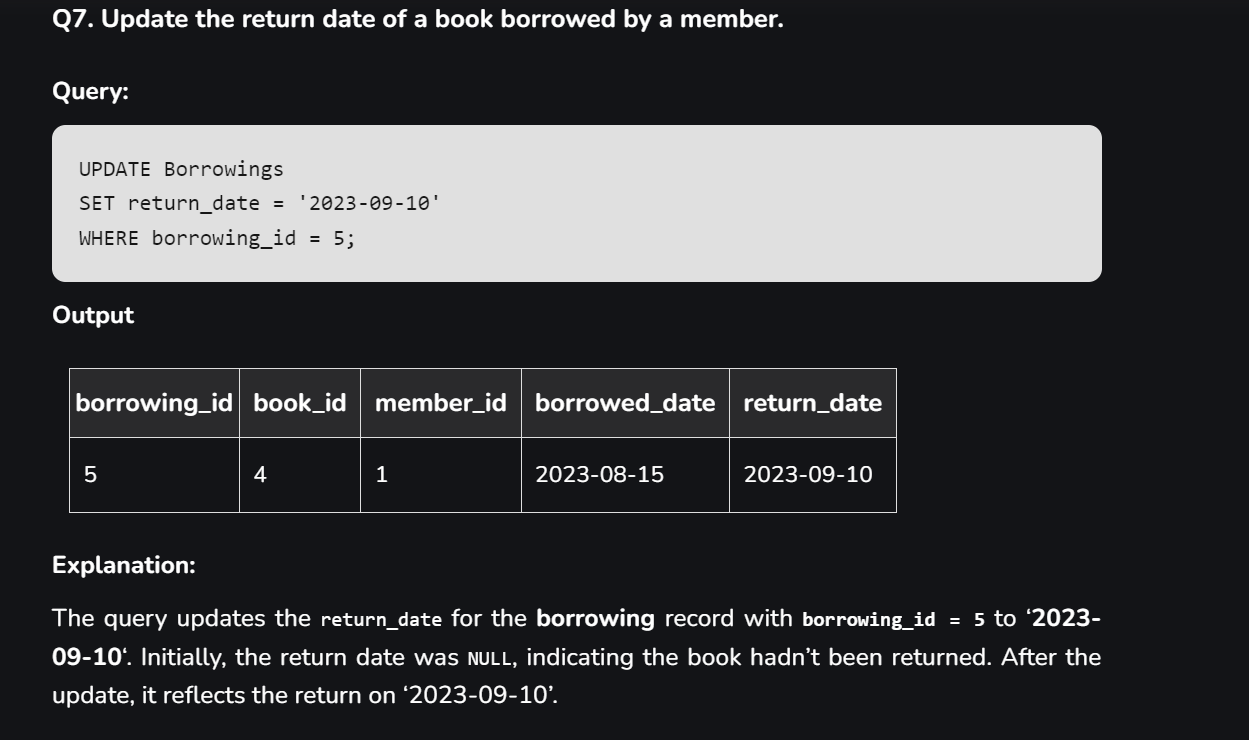 Q7. Update the return date of a book borrowed by a member.
Query:
UPDATE Borrowings
SET return_date = '2023-09-10'
WHERE borrowing_id = 5;
Output
borrowing_id book_id member_id borrowed_date return_date
5 4 1 2023-08-15 2023-09-10
Explanation:
The query updates the return_date for the borrowing record with borrowing_id = 5 to ‘2023-
09-10‘. Initially, the return date was NULL, indicating the book hadn’t been returned. After the
update, it reflects the return on ‘2023-09-10’.